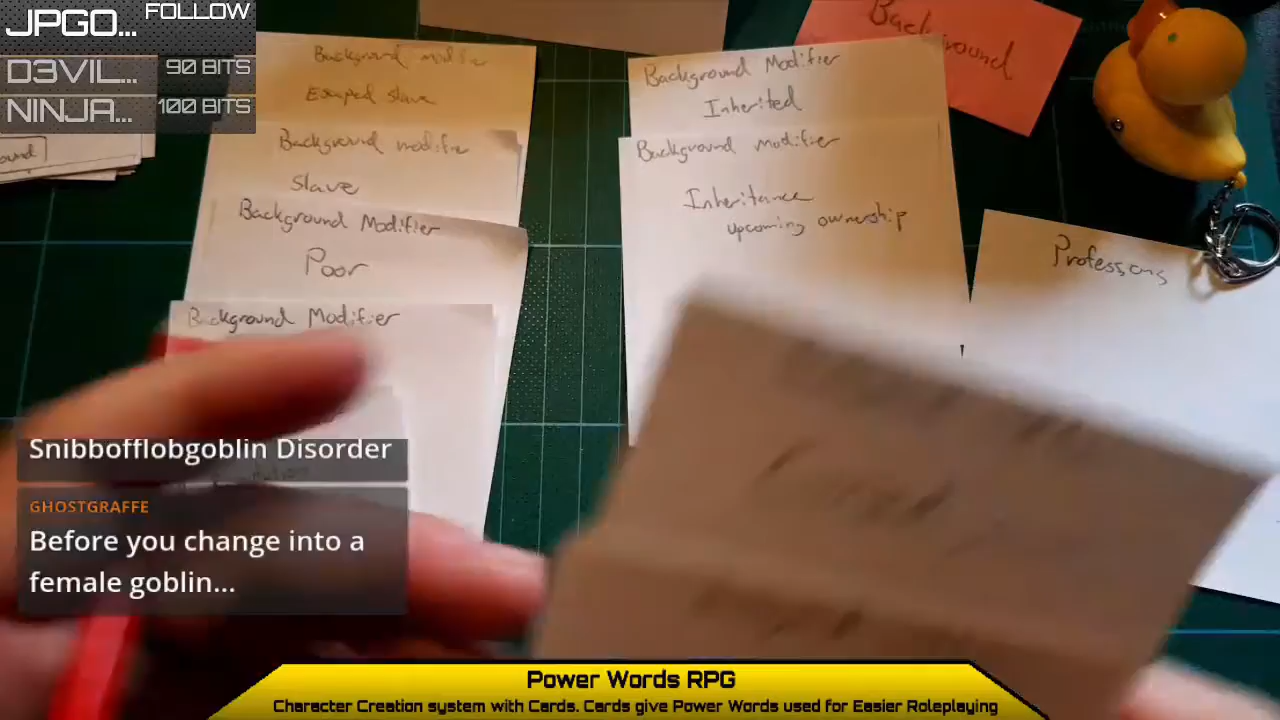 JPGO...
FOLLOW
D3VIL...
90 BITS
NINJA...
100 BITS
ound
Background modifier
Escaped slave
Background modifier
Slave
Background Modifier
Poor
Background Modifier
Background Modifier
Inherited
Background modifier
Inheritance
upcoming ownership
Background
Professons
Snibbofflobgoblin Disorder
GHOSTGRAFFE
Before you change into a
female goblin...
Power Words RPG
Character Creation system with Cards. Cards give Power Words used for Easier Roleplaying